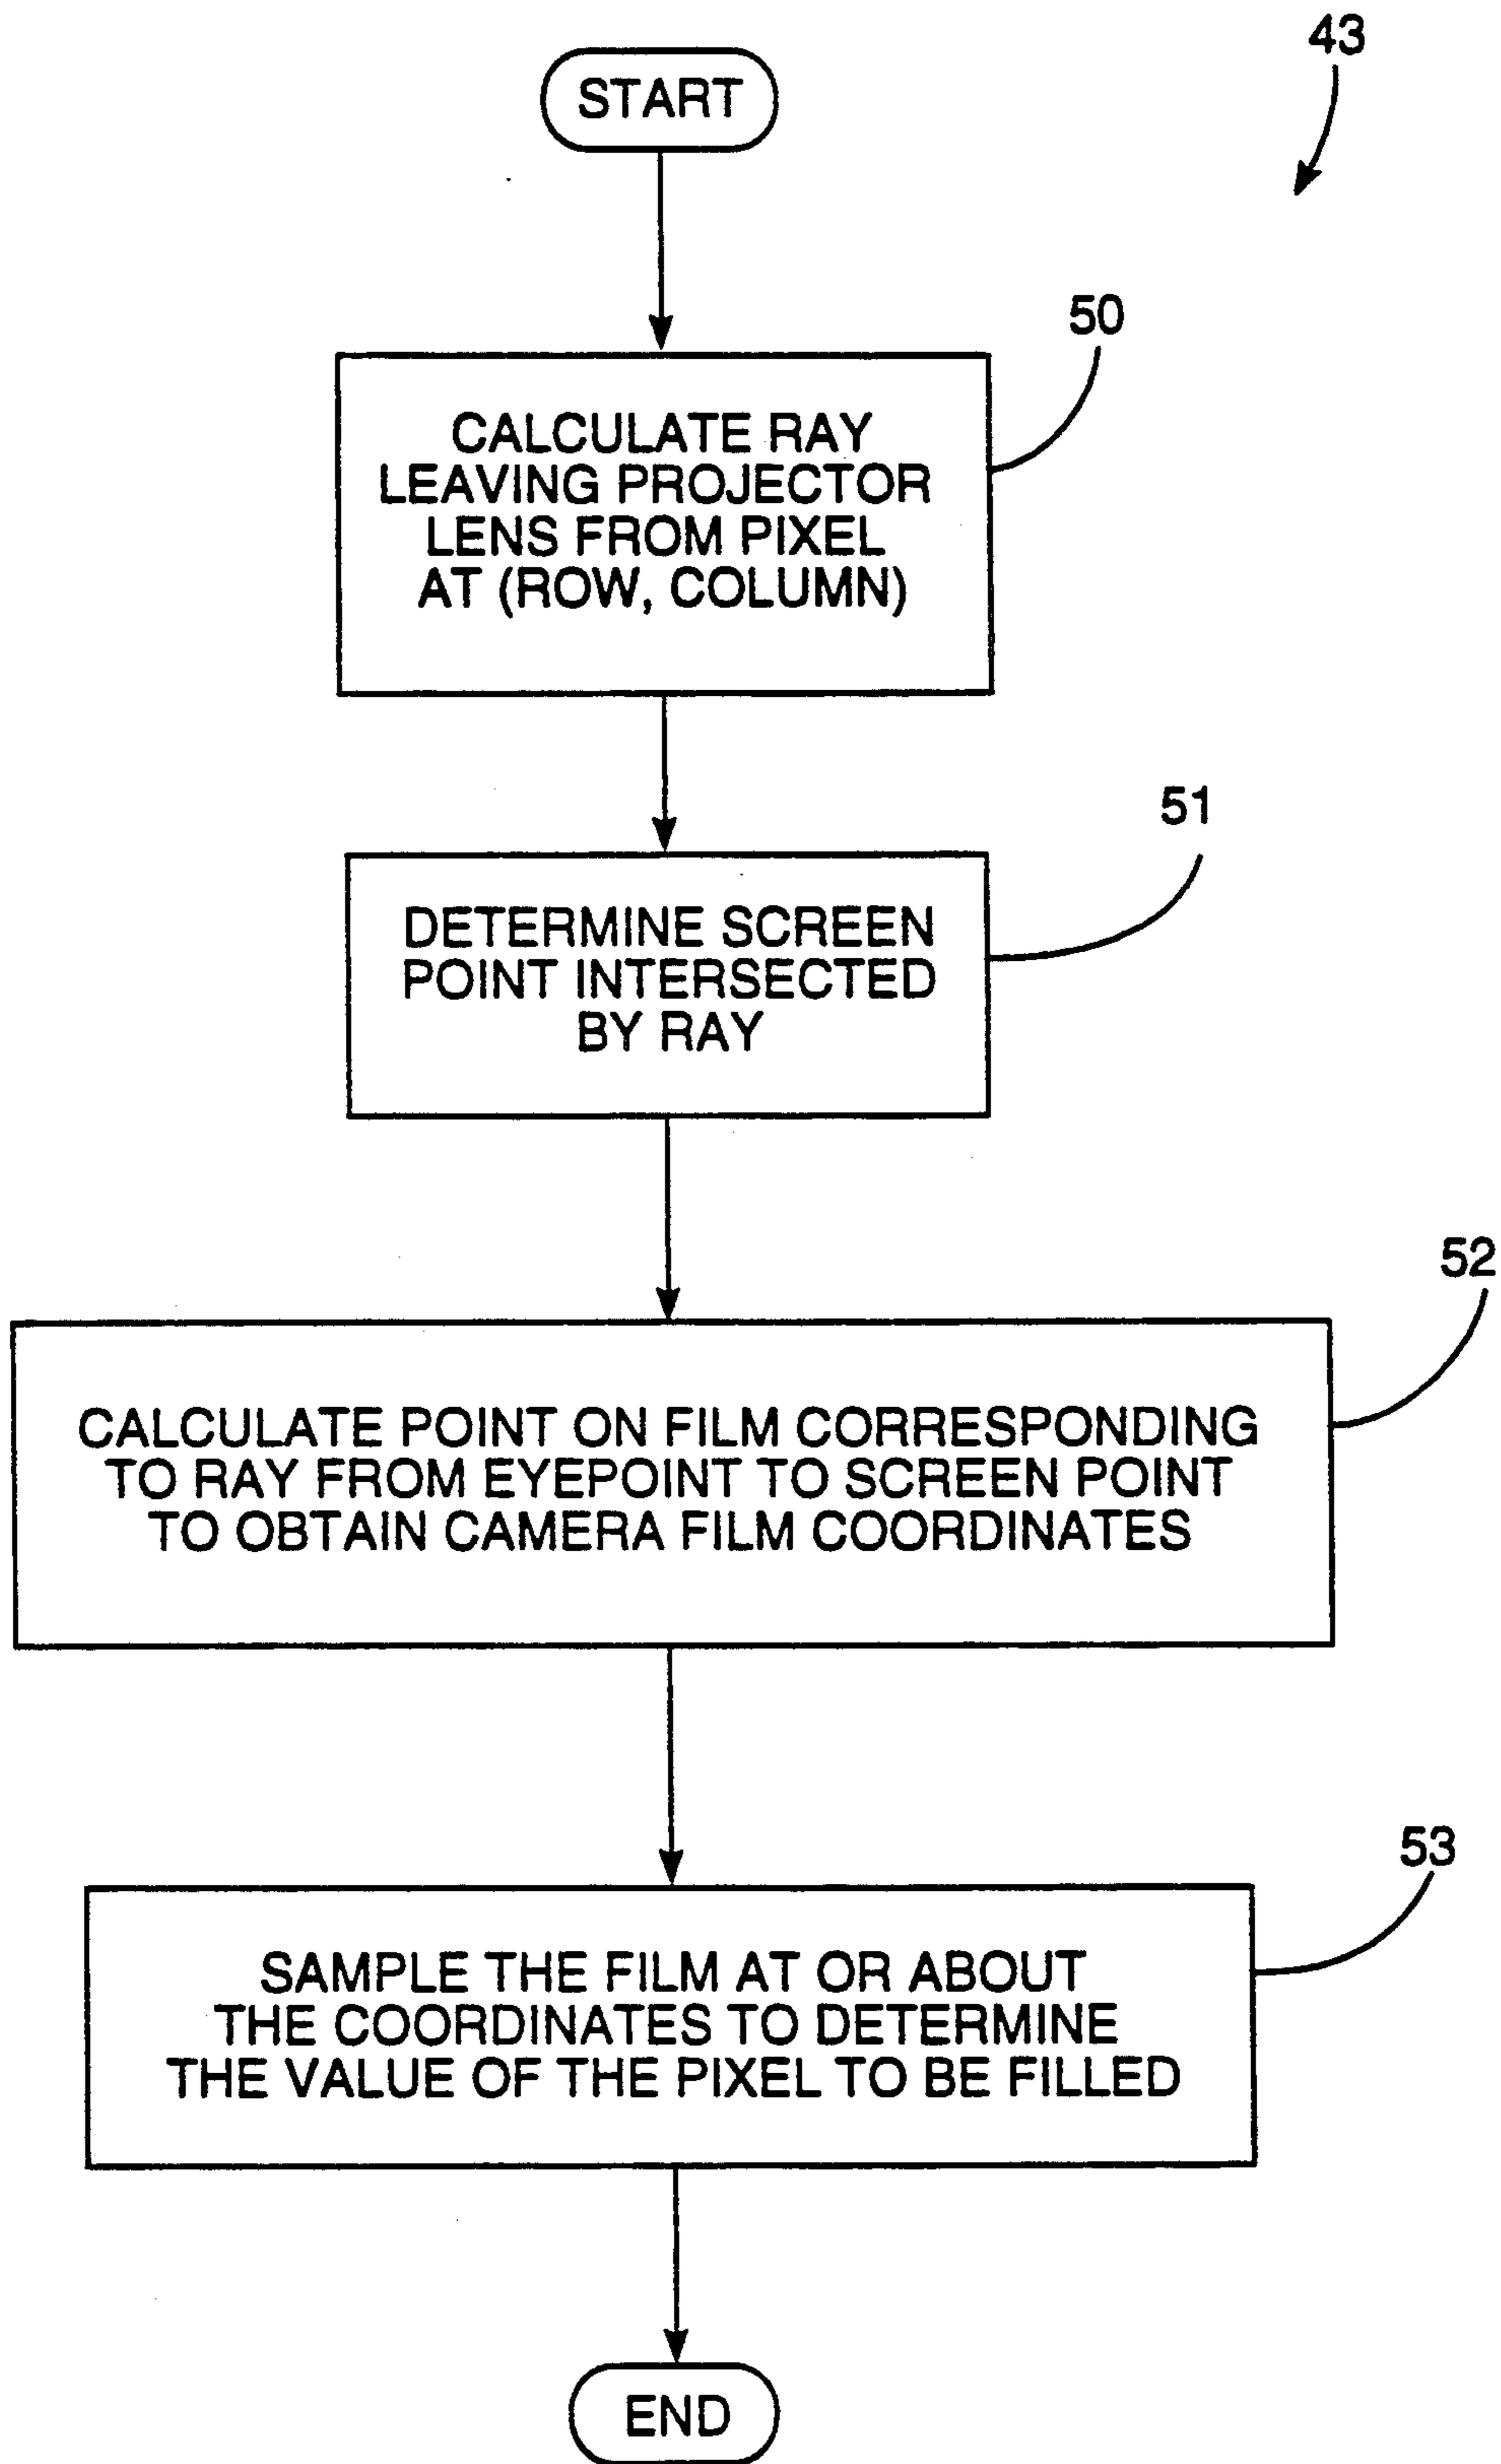 43
START
50
CALCULATE RAY
LEAVING PROJECTOR
LENS FROM PIXEL
AT (ROW, COLUMN)
51
DETERMINE SCREEN
POINT INTERSECTED
BY RAY
52
CALCULATE POINT ON FILM CORRESPONDING
TO RAY FROM EYEPOINT TO SCREEN POINT
TO OBTAIN CAMERA FILM COORDINATES
53
SAMPLE THE FILM AT OR ABOUT
THE COORDINATES TO DETERMINE
THE VALUE OF THE PIXEL TO BE FILLED
END